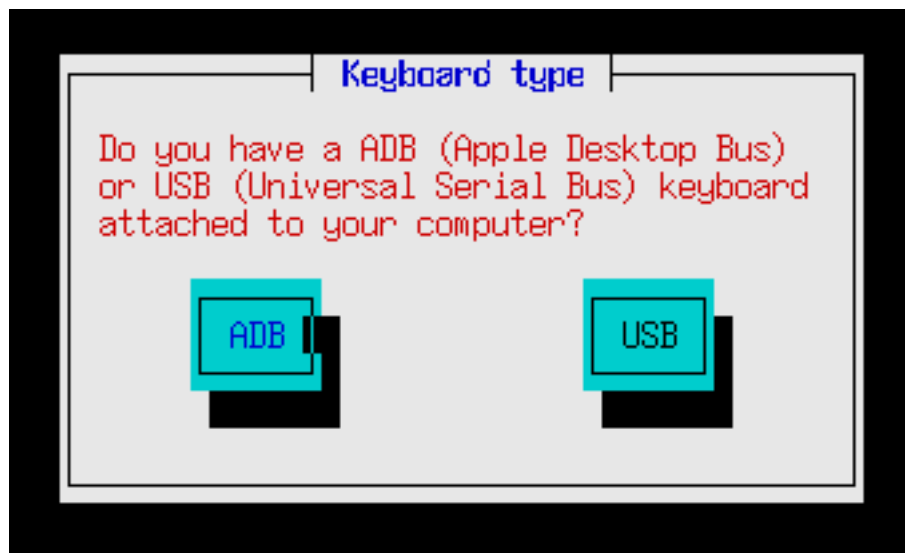 Keyboard type
Do you have a ADB (Apple Desktop Bus)
or USB (Universal Serial Bus) keyboard
attached to your computer?
ADB
USB